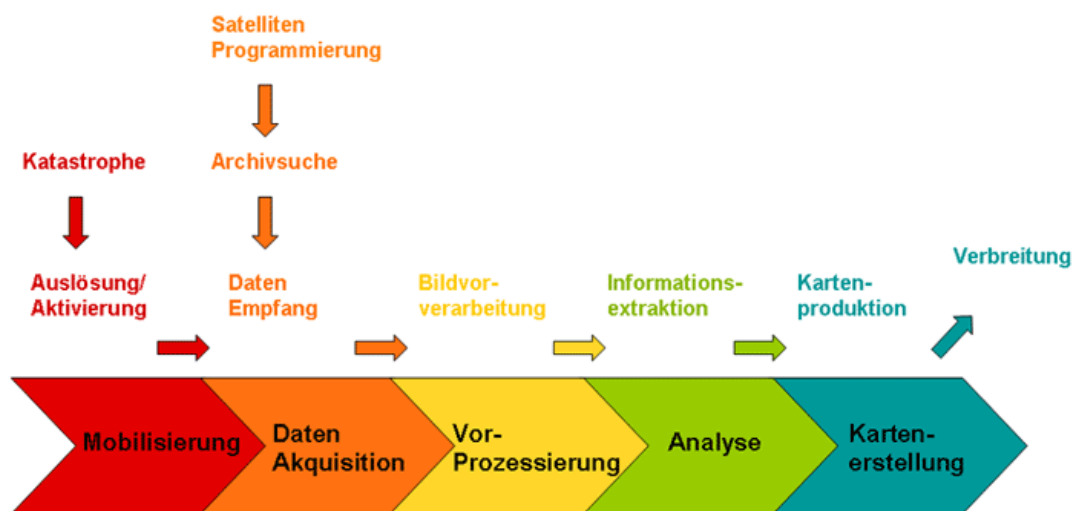 Satelliten
Programmierung
Katastrophe
Archivsuche
Auslösung/
Aktivierung
Daten
Empfang
Bildvor-
verarbeitung
Informations-
extraktion
Karten-
produktion
Verbreitung
Mobilisierung
Daten
Akquisition
Vor-
Prozessierung
Analyse
Karten-
erstellung